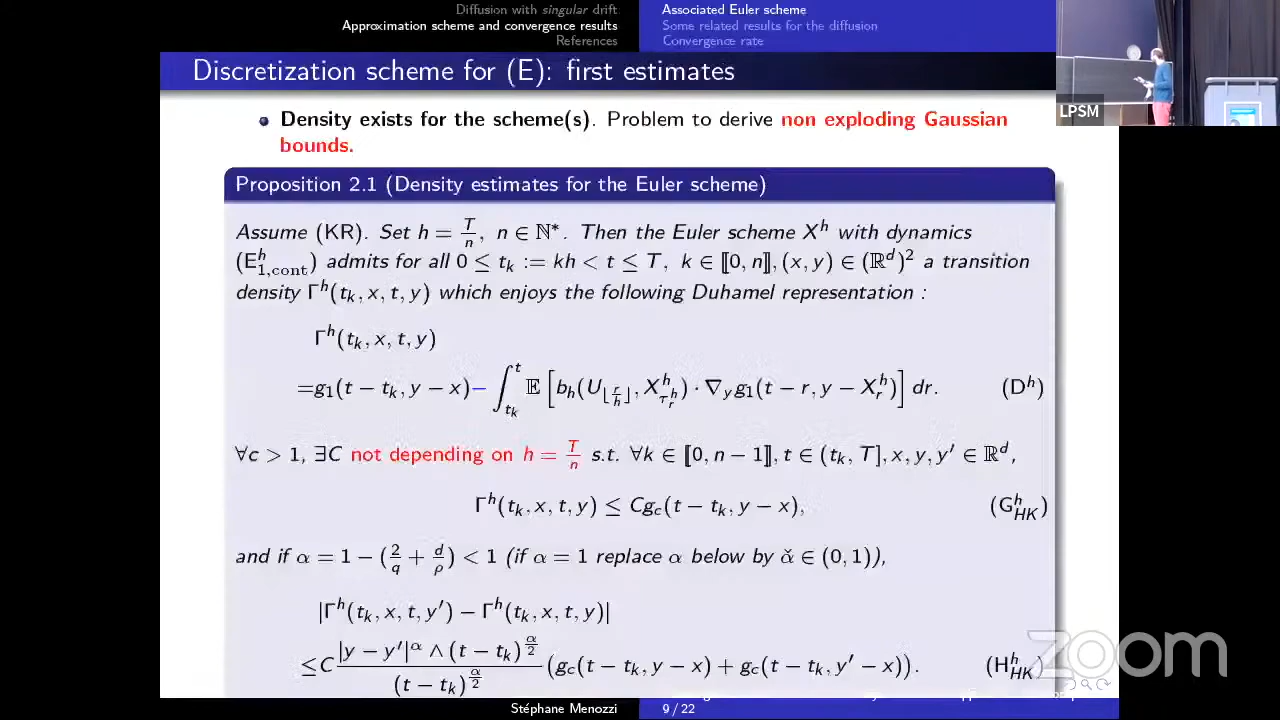 Diffusion with singular drift
Approximation scheme and convergence results
References
Associated Euler scheme
Some related results for the diffusion
Convergence rate
LPSM
Discretization scheme for (E): first estimates
• Density exists for the scheme(s). Problem to derive non exploding Gaussian
bounds.
Proposition 2.1 (Density estimates for the Euler scheme)
Assume (KR). Set h = T/n, n ∈ ℕ*. Then the Euler scheme X^h with dynamics
(E^h_{1,cont}) admits for all 0 ≤ t_k := kh < t ≤ T, k ∈ ⟦0, n⟧, (x, y) ∈ (ℝ^d)^2 a transition
density Γ^h(t_k, x, t, y) which enjoys the following Duhamel representation :
Γ^h(t_k, x, t, y)
=g_1(t − t_k, y − x)− ∫_{t_k}^t 𝔼[b_h(U_{⌊r/h⌋}, X^h_{τ^h_r}) · ∇_y g_1(t − r, y − X^h_r)] dr. (D^h)
∀c > 1, ∃C not depending on h = T/n s.t. ∀k ∈ ⟦0, n − 1⟧, t ∈ (t_k, T], x, y, y′ ∈ ℝ^d,
Γ^h(t_k, x, t, y) ≤ Cg_c(t − t_k, y − x), (G^h_{HK})
and if α = 1 − (2/q + d/ρ) < 1 (if α = 1 replace α below by α̌ ∈ (0, 1)),
|Γ^h(t_k, x, t, y′) − Γ^h(t_k, x, t, y)|
≤C (|y − y′|^α ∧ (t − t_k)^{α/2})/((t − t_k)^{α/2}) (g_c(t − t_k, y − x) + g_c(t − t_k, y′ − x)). (H^h_{HK})
zoom
Stéphane Menozzi
9 / 22